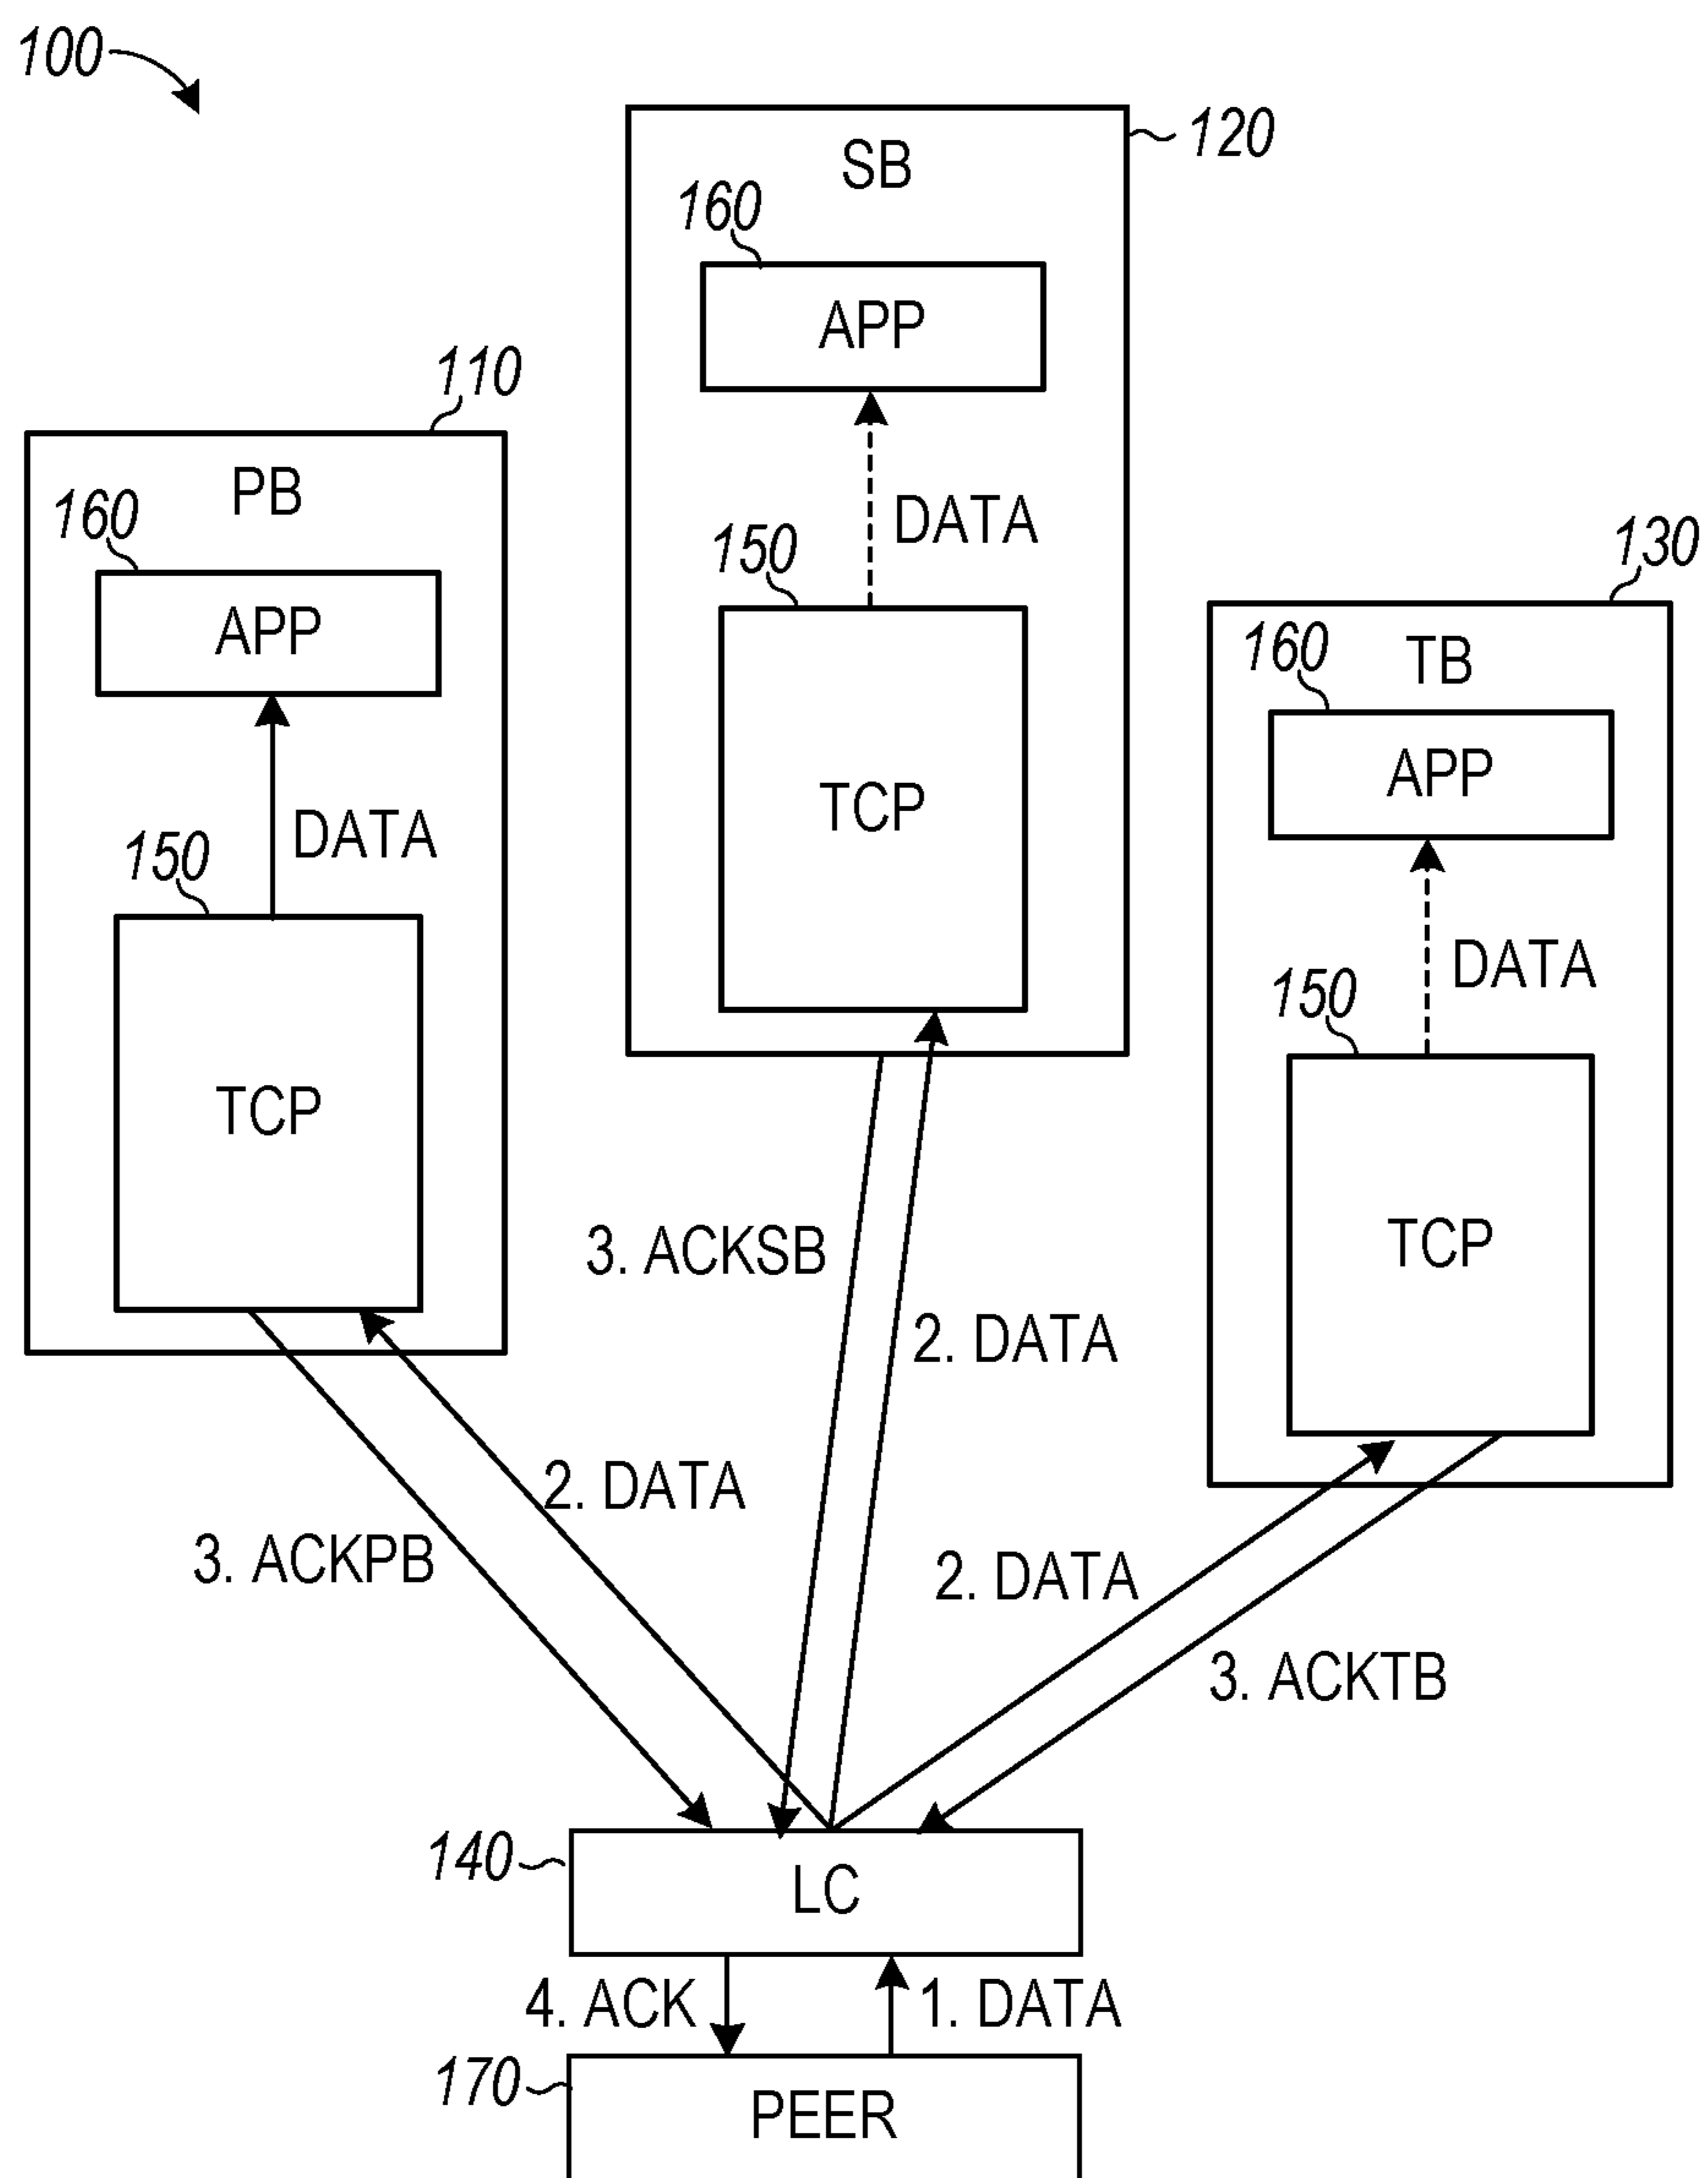 100
120
SB
160
APP
110
PB
160
DATA
150
130
APP
160
TB
APP
TCP
DATA
150
DATA
150
TCP
TCP
3. ACKSB
2. DATA
2. DATA
3. ACKPB
2. DATA
3. ACKTB
140
LC
4. ACK
1. DATA
170
PEER
TCP